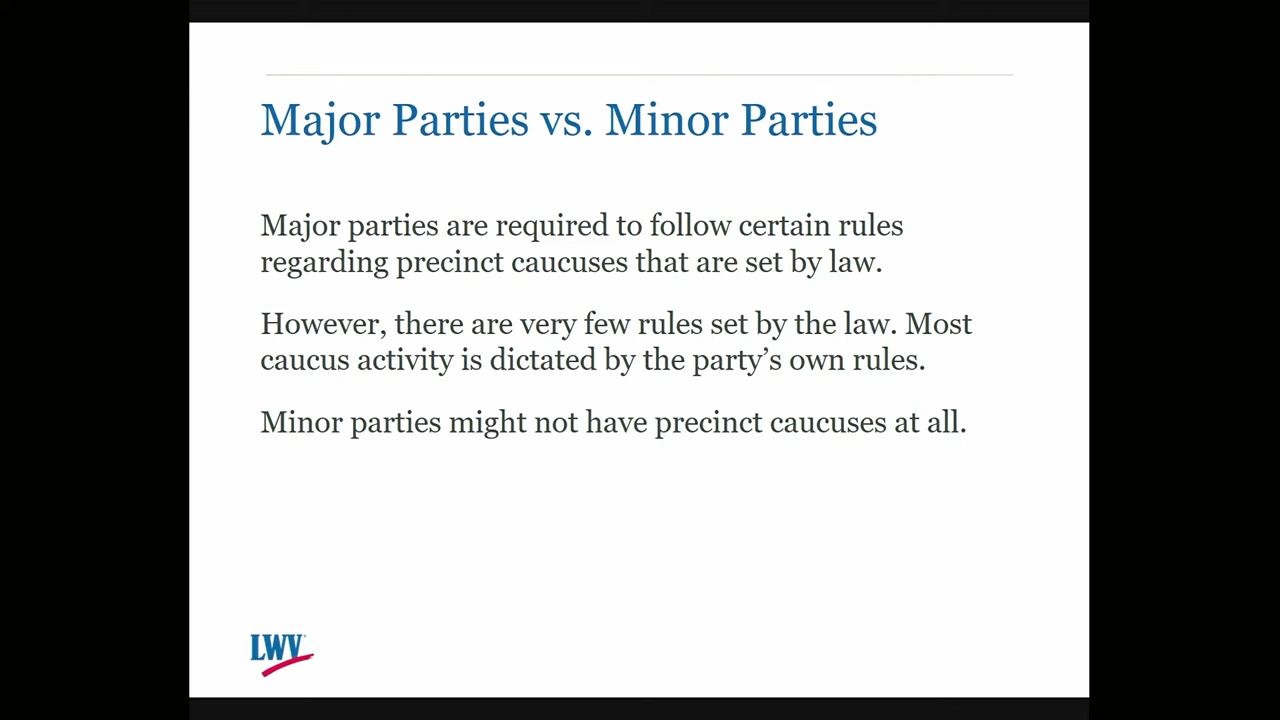 Major Parties vs. Minor Parties
Major parties are required to follow certain rules
regarding precinct caucuses that are set by law.
However, there are very few rules set by the law. Most
caucus activity is dictated by the party’s own rules.
Minor parties might not have precinct caucuses at all.
LWV